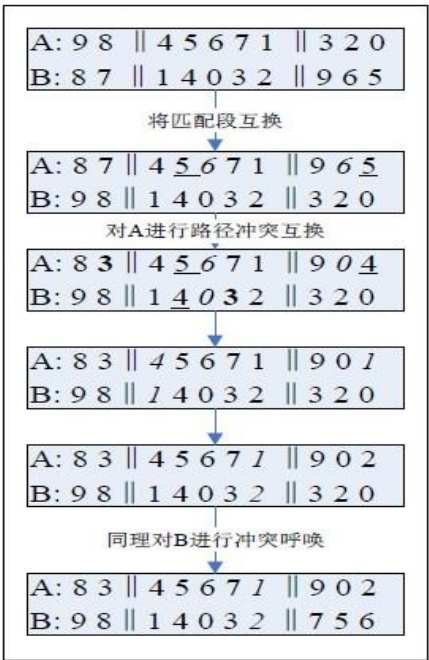 A: 9 8 || 4 5 6 7 1 || 3 2 0
B: 8 7 || 1 4 0 3 2 || 9 6 5
将匹配段互换
A: 8 7 || 4 5 6 7 1 || 9 6 5
B: 9 8 || 1 4 0 3 2 || 3 2 0
对A进行路径冲突互换
A: 8 3 || 4 5 6 7 1 || 9 0 4
B: 9 8 || 1 4 0 3 2 || 3 2 0
A: 8 3 || 4 5 6 7 1 || 9 0 1
B: 9 8 || 1 4 0 3 2 || 3 2 0
A: 8 3 || 4 5 6 7 1 || 9 0 2
B: 9 8 || 1 4 0 3 2 || 3 2 0
同理对B进行冲突呼唤
A: 8 3 || 4 5 6 7 1 || 9 0 2
B: 9 8 || 1 4 0 3 2 || 7 5 6